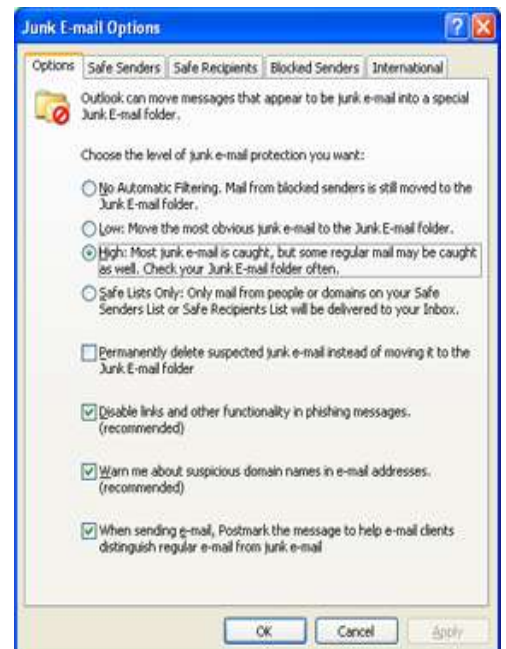 Junk E-mail Options
Options Safe Senders Safe Recipients Blocked Senders International
Outlook can move messages that appear to be junk e-mail into a special
Junk E-mail folder.
Choose the level of junk e-mail protection you want:
No Automatic Filtering. Mail from blocked senders is still moved to the
Junk E-mail folder.
Low: Move the most obvious junk e-mail to the Junk E-mail folder.
High: Most junk e-mail is caught, but some regular mail may be caught
as well. Check your Junk E-mail folder often.
Safe Lists Only: Only mail from people or domains on your Safe
Senders List or Safe Recipients List will be delivered to your Inbox.
Permanently delete suspected junk e-mail instead of moving it to the
Junk E-mail folder
Disable links and other functionality in phishing messages.
(recommended)
Warn me about suspicious domain names in e-mail addresses.
(recommended)
When sending e-mail, Postmark the message to help e-mail clients
distinguish regular e-mail from junk e-mail
OK Cancel Apply